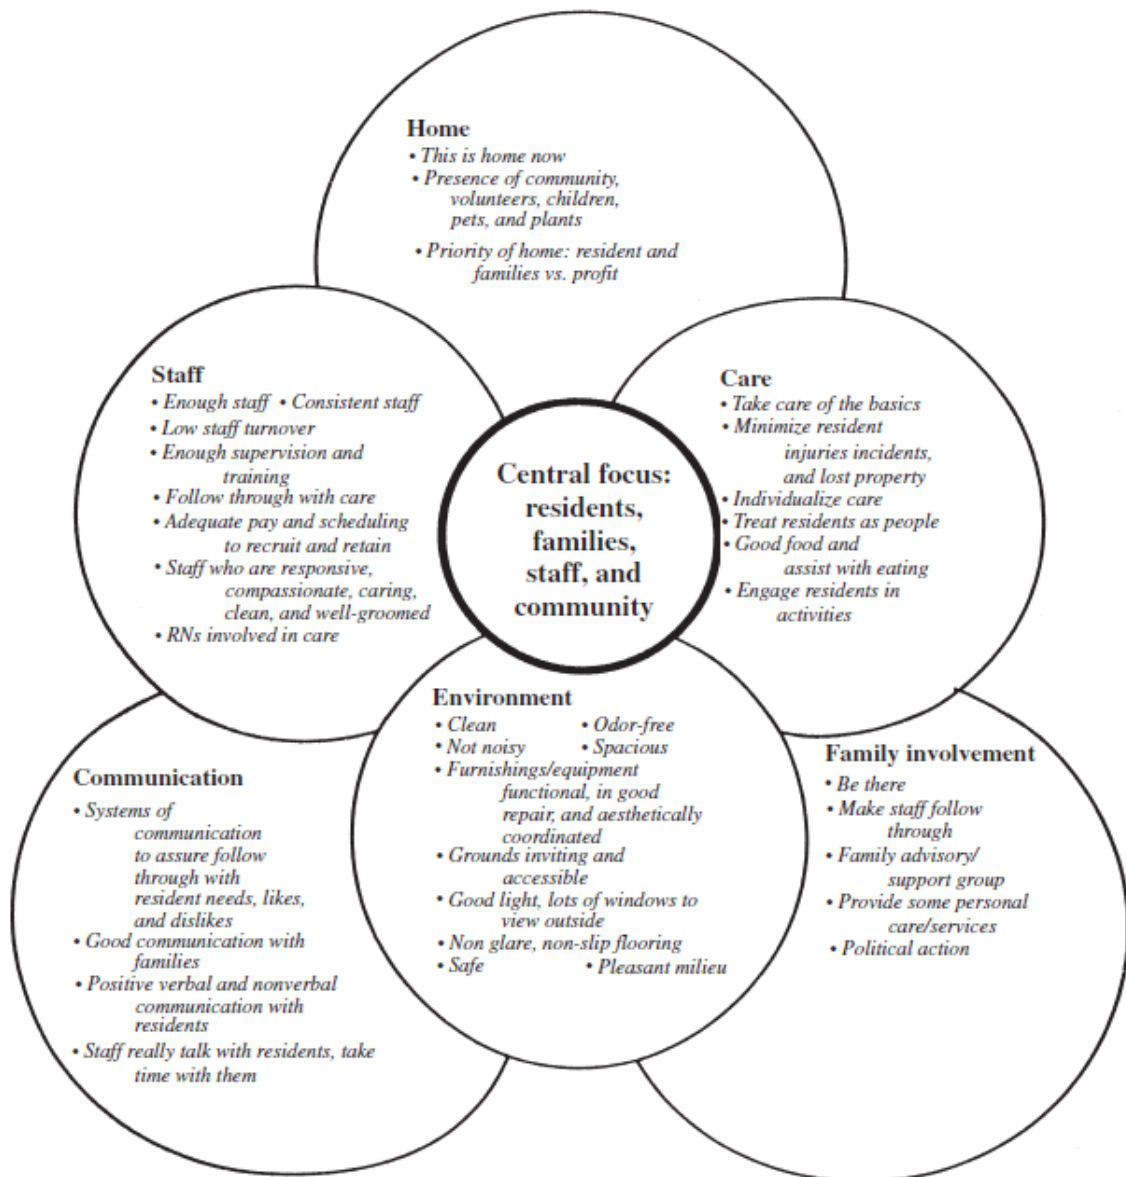 Home
• This is home now
• Presence of community,
volunteers, children,
pets, and plants
• Priority of home: resident and
families vs. profit
Staff
• Enough staff • Consistent staff
• Low staff turnover
• Enough supervision and
training
• Follow through with care
• Adequate pay and scheduling
to recruit and retain
• Staff who are responsive,
compassionate, caring,
clean, and well-groomed
• RNs involved in care
Central focus:
residents,
families,
staff, and
community
Care
• Take care of the basics
• Minimize resident
injuries incidents,
and lost property
• Individualize care
• Treat residents as people
• Good food and
assist with eating
• Engage residents in
activities
Communication
• Systems of
communication
to assure follow
through with
resident needs, likes,
and dislikes
• Good communication with
families
• Positive verbal and nonverbal
communication with
residents
• Staff really talk with residents, take
time with them
Environment
• Clean • Odor-free
• Not noisy • Spacious
• Furnishings/equipment
functional, in good
repair, and aesthetically
coordinated
• Grounds inviting and
accessible
• Good light, lots of windows to
view outside
• Non glare, non-slip flooring
• Safe • Pleasant milieu
Family involvement
• Be there
• Make staff follow
through
• Family advisory/
support group
• Provide some personal
care/services
• Political action